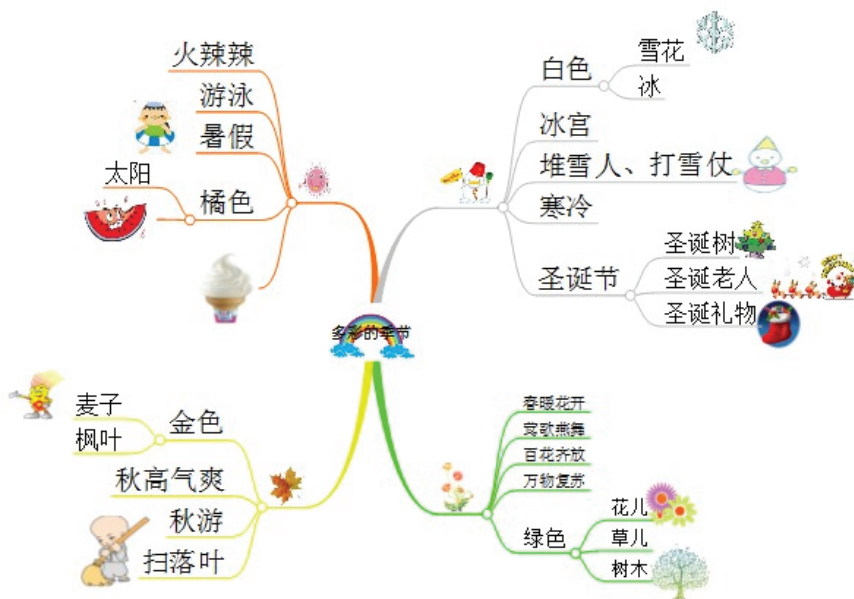 火辣辣
游泳
暑假
太阳
橘色
白色
雪花
冰
冰宫
堆雪人、打雪仗
寒冷
圣诞节
圣诞树
圣诞老人
圣诞礼物
多彩的季节
麦子
枫叶
金色
秋高气爽
秋游
扫落叶
春暖花开
莺歌燕舞
百花齐放
万物复苏
绿色
花儿
草儿
树木